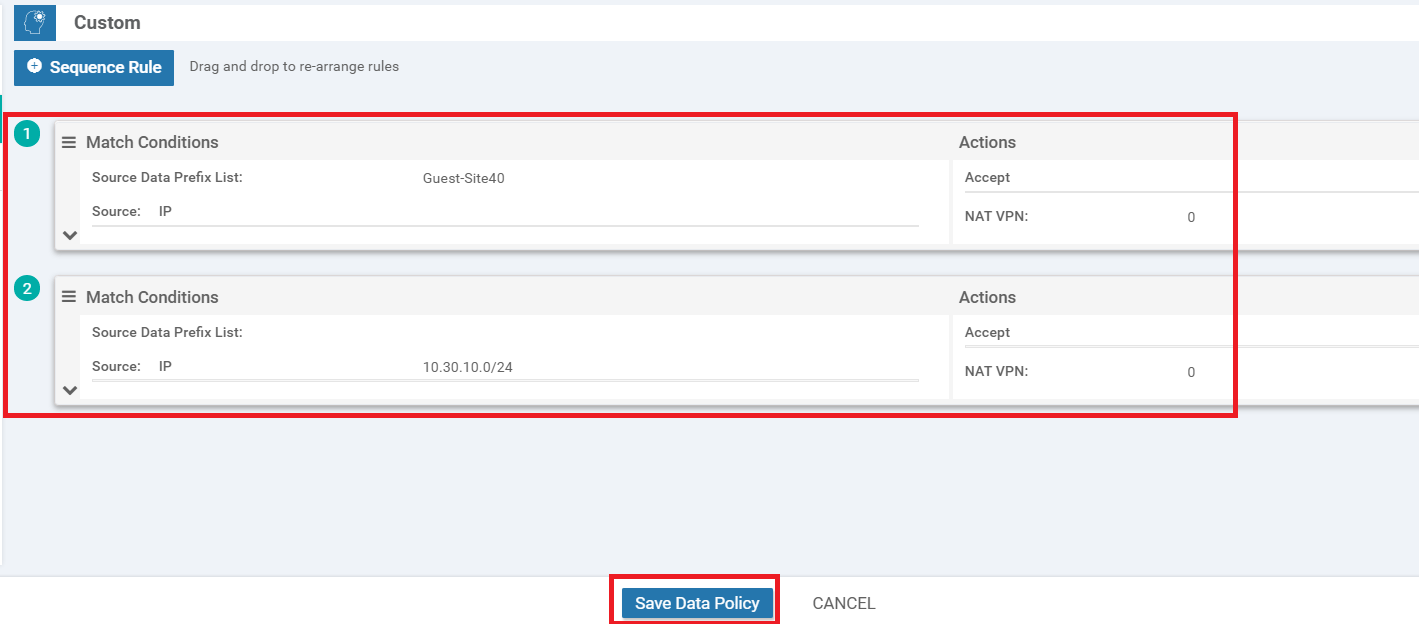 Custom
Sequence Rule Drag and drop to re-arrange rules
1 Match Conditions Actions
Source Data Prefix List: Guest-Site40 Accept
Source: IP
NAT VPN: 0
2 Match Conditions Actions
Source Data Prefix List: Accept
Source: IP 10.30.10.0/24
NAT VPN: 0
Save Data Policy CANCEL